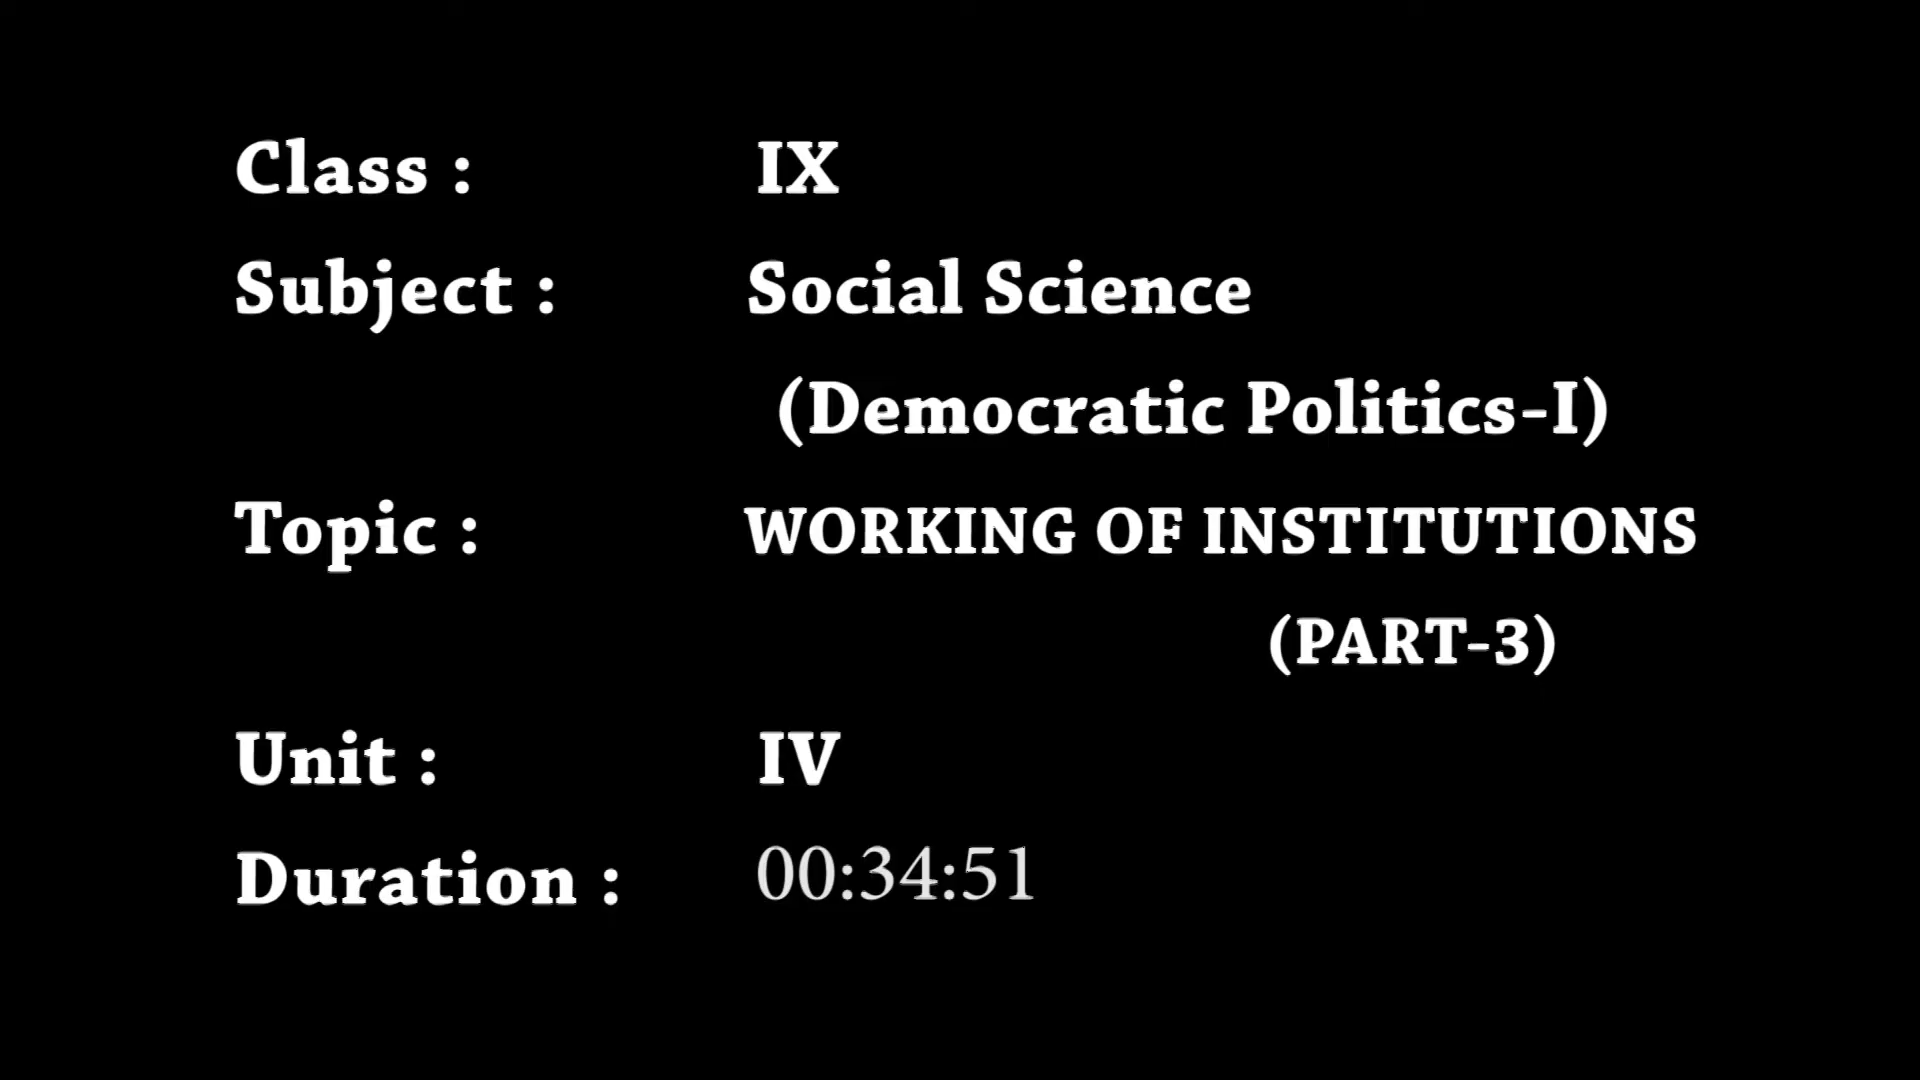 Class : IX
Subject : Social Science
(Democratic Politics-I)
Topic : WORKING OF INSTITUTIONS
(PART-3)
Unit : IV
Duration : 00:34:51